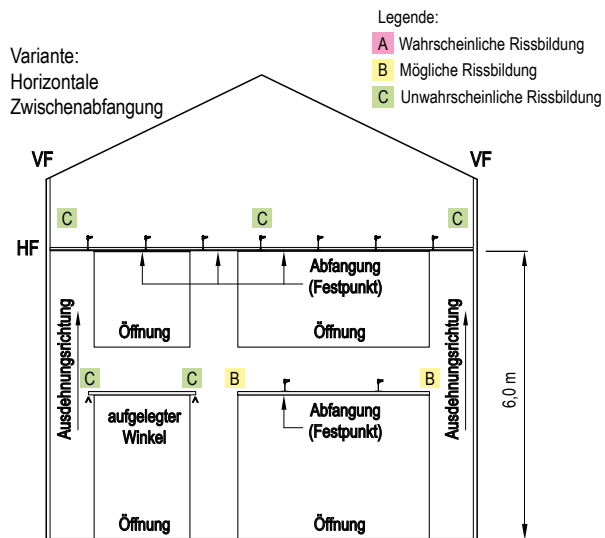 Legende:
A Wahrscheinliche Rissbildung
B Mögliche Rissbildung
C Unwahrscheinliche Rissbildung
Variante:
Horizontale
Zwischenabfangung
VF
VF
C
C
C
HF
Abfangung
(Festpunkt)
Öffnung
Öffnung
Ausdehnungsrichtung
Ausdehnungsrichtung
6,0 m
C
C
B
B
aufgelegter
Winkel
Abfangung
(Festpunkt)
Öffnung
Öffnung